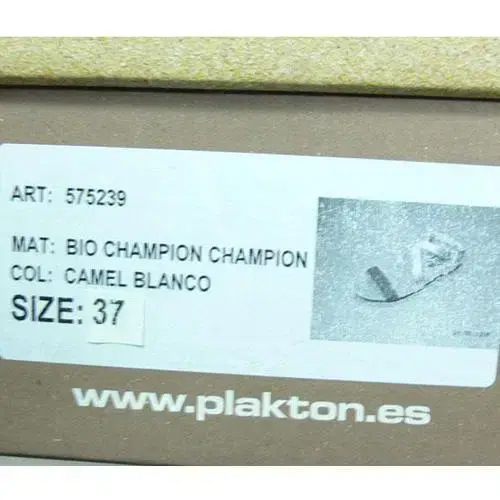 ART: 575239
MAT: BIO CHAMPION CHAMPION
COL: CAMEL BLANCO
SIZE: 37
www.plakton.es